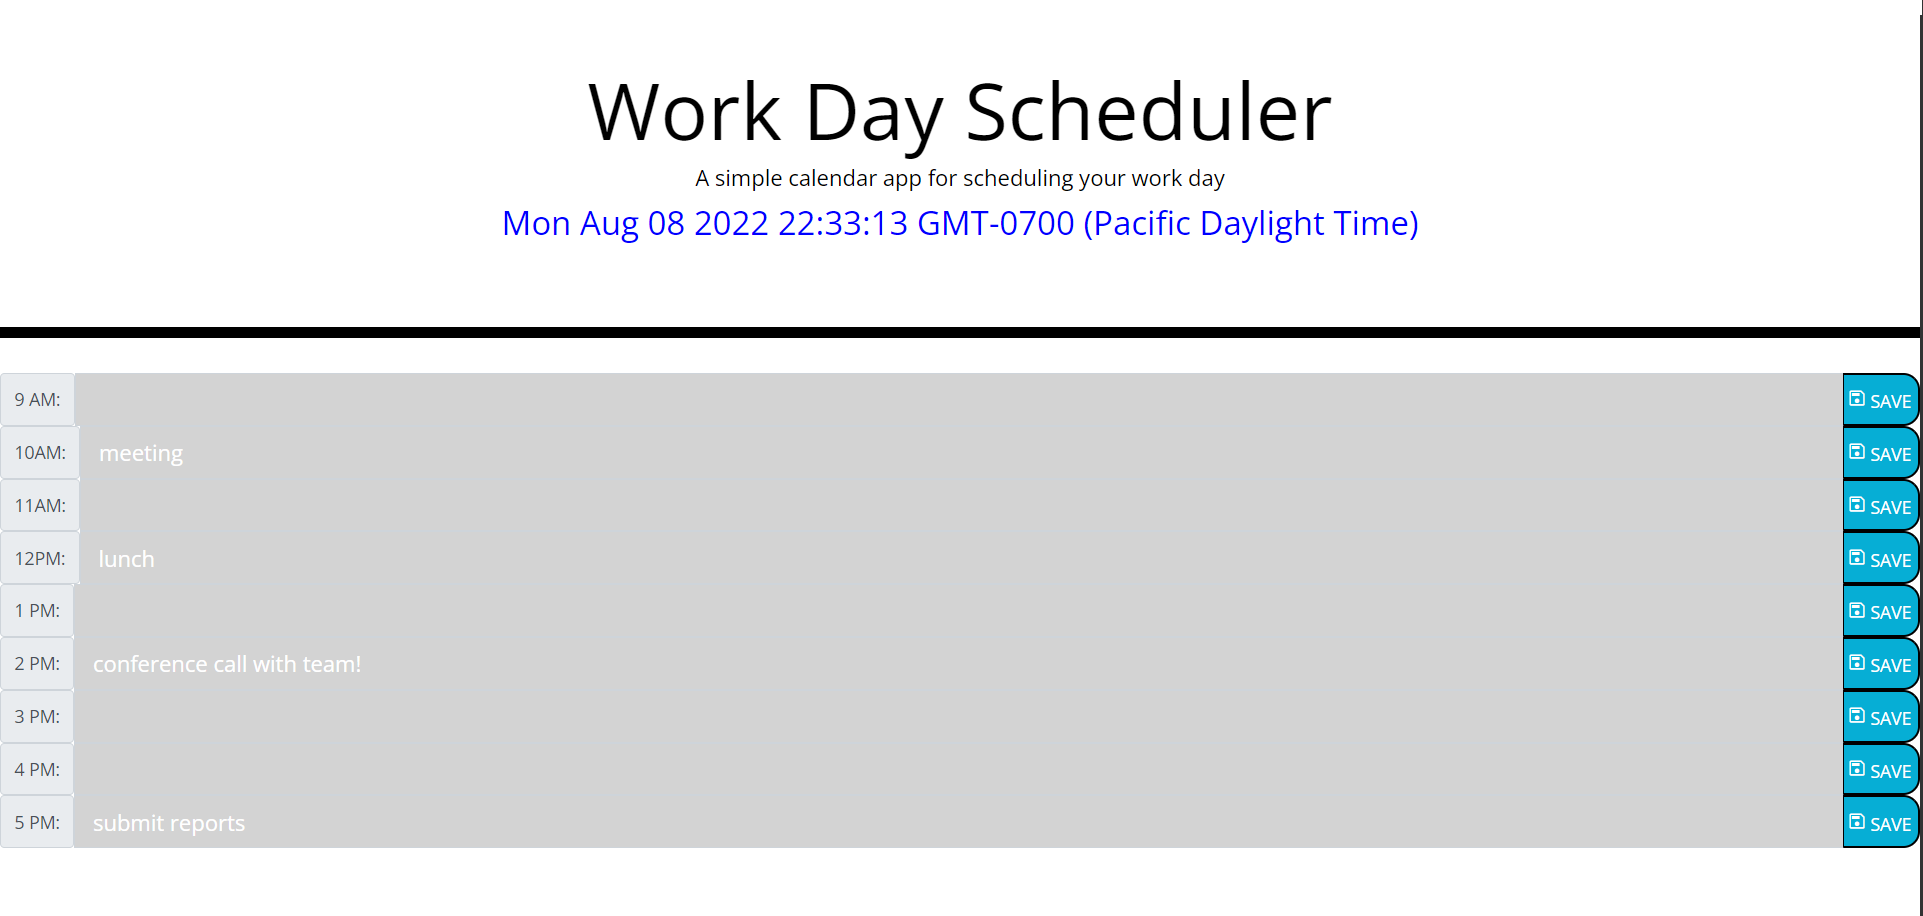 Work Day Scheduler
A simple calendar app for scheduling your work day
Mon Aug 08 2022 22:33:13 GMT-0700 (Pacific Daylight Time)
9 AM: SAVE
10AM: meeting SAVE
11AM: SAVE
12PM: lunch SAVE
1 PM: SAVE
2 PM: conference call with team! SAVE
3 PM: SAVE
4 PM: SAVE
5 PM: submit reports SAVE